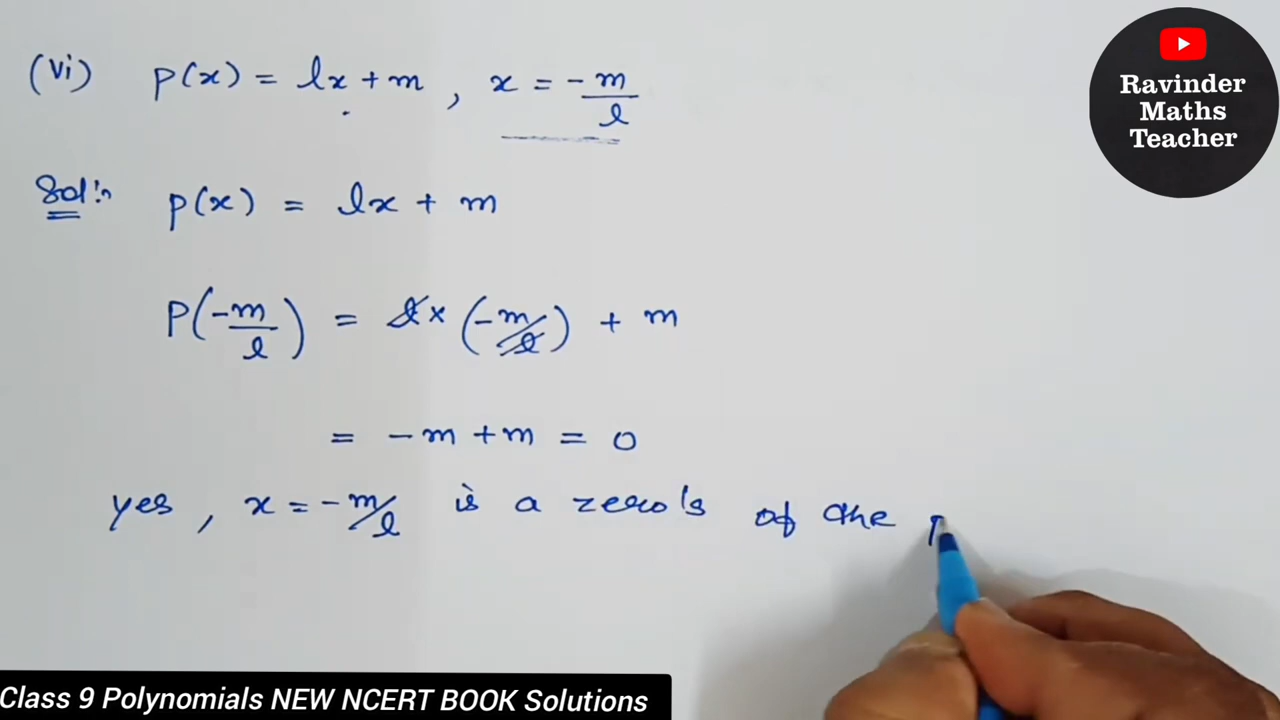 (vi) p(x) = lx + m , x = -m/l
Ravinder
Maths
Teacher
Sol:n p(x) = lx + m
P(-m/l) = l x (-m/l) + m
= -m + m = 0
yes , x = -m/l is a zero's of the p
Class 9 Polynomials NEW NCERT BOOK Solutions